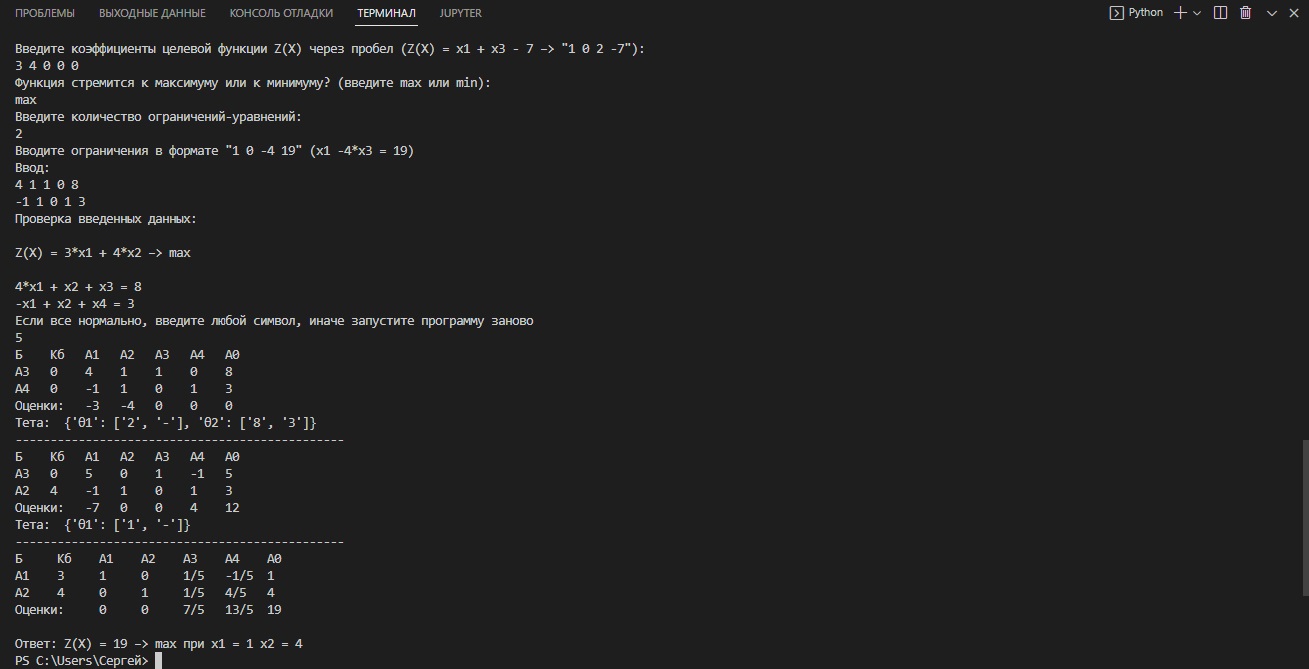 ПРОБЛЕМЫ ВЫХОДНЫЕ ДАННЫЕ КОНСОЛЬ ОТЛАДКИ ТЕРМИНАЛ JUPYTER Python
Введите коэффициенты целевой функции Z(X) через пробел (Z(X) = x1 + x3 - 7 -> "1 0 2 -7"):
3 4 0 0 0
Функция стремится к максимуму или к минимуму? (введите max или min):
max
Введите количество ограничений-уравнений:
2
Вводите ограничения в формате "1 0 -4 19" (x1 -4*x3 = 19)
Ввод:
4 1 1 0 8
-1 1 0 1 3
Проверка введенных данных:
Z(X) = 3*x1 + 4*x2 -> max
4*x1 + x2 + x3 = 8
-x1 + x2 + x4 = 3
Если все нормально, введите любой символ, иначе запустите программу заново
5
Б Кб A1 A2 A3 A4 A0
A3 0 4 1 1 0 8
A4 0 -1 1 0 1 3
Оценки: -3 -4 0 0 0
Тета: {'θ1': ['2', '-'], 'θ2': ['8', '3']}
-----------------------------------------------
Б Кб A1 A2 A3 A4 A0
A3 0 5 0 1 -1 5
A2 4 -1 1 0 1 3
Оценки: -7 0 0 4 12
Тета: {'θ1': ['1', '-']}
-----------------------------------------------
Б Кб A1 A2 A3 A4 A0
A1 3 1 0 1/5 -1/5 1
A2 4 0 1 1/5 4/5 4
Оценки: 0 0 7/5 13/5 19
Ответ: Z(X) = 19 -> max при x1 = 1 x2 = 4
PS C:\Users\Сергей>